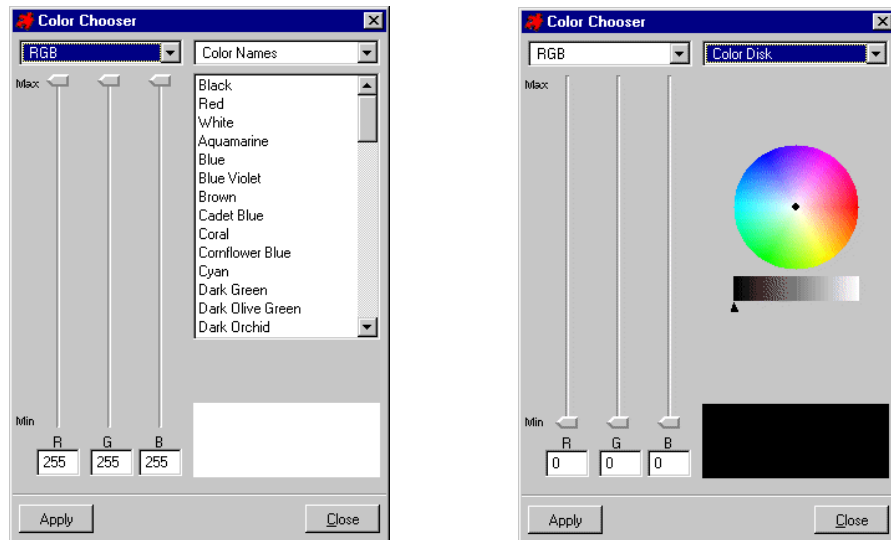 Color Chooser
RGB
Color Names
Max
Black
Red
White
Aquamarine
Blue
Blue Violet
Brown
Cadet Blue
Coral
Cornflower Blue
Cyan
Dark Green
Dark Olive Green
Dark Orchid
Min
R
G
B
255
255
255
Apply
Close
Color Chooser
RGB
Color Disk
Max
Min
R
G
B
0
0
0
Apply
Close